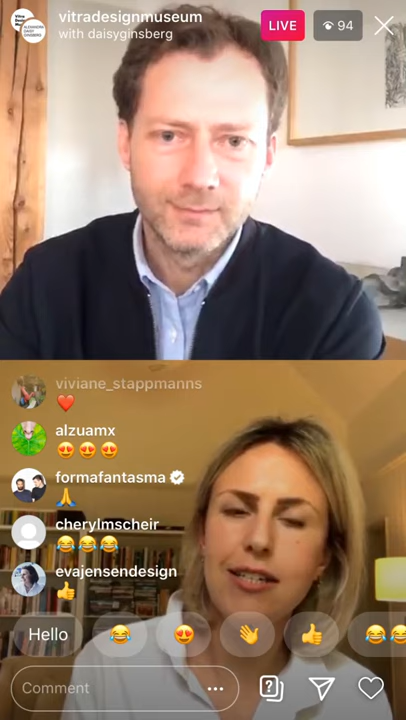 vitradesignmuseum
with daisyginsberg
LIVE
94
viviane_stappmanns
alzuamx
formafantasma
cherylmscheir
evajensendesign
Hello
Comment